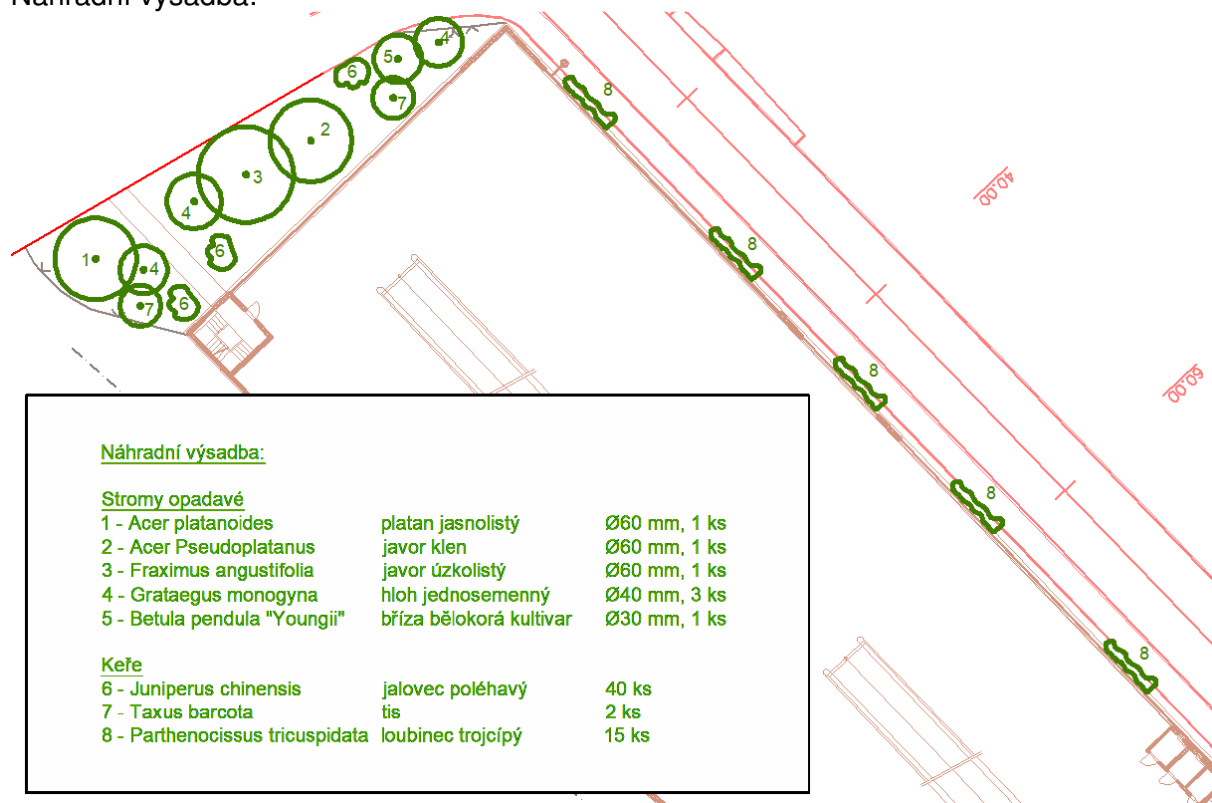 Náhradní výsadba:
4
5
6
7
8
2
3
4
6
1
4
7
6
8
8
8
8
40.00
60.00
Náhradní výsadba:
Stromy opadavé
1 - Acer platanoides platan jasnolistý Ø60 mm, 1 ks
2 - Acer Pseudoplatanus javor klen Ø60 mm, 1 ks
3 - Fraximus angustifolia javor úzkolistý Ø60 mm, 1 ks
4 - Grataegus monogyna hloh jednosemenný Ø40 mm, 3 ks
5 - Betula pendula "Youngii" bříza bělokorá kultivar Ø30 mm, 1 ks
Keře
6 - Juniperus chinensis jalovec poléhavý 40 ks
7 - Taxus barcota tis 2 ks
8 - Parthenocissus tricuspidata loubinec trojcípý 15 ks